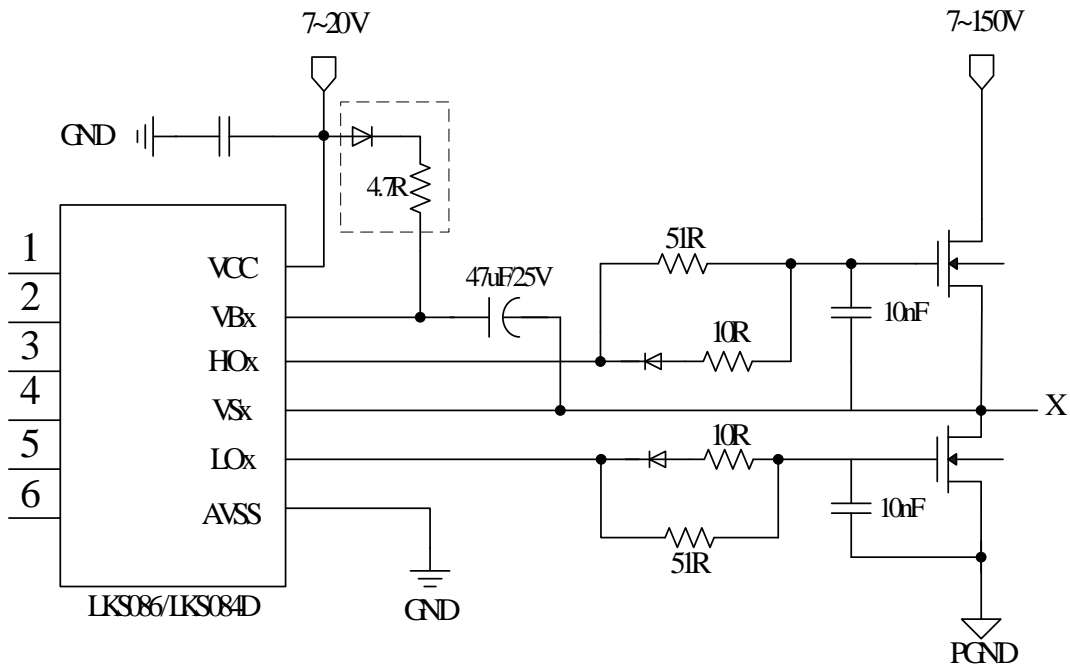 7~20V
7~150V
GND
4.7R
1
2
3
4
5
6
VCC
VBx
HOx
VSx
LOx
AVSS
47uF/25V
51R
10R
10nF
X
10R
51R
10nF
GND
LKS086/LKS084D
PGND